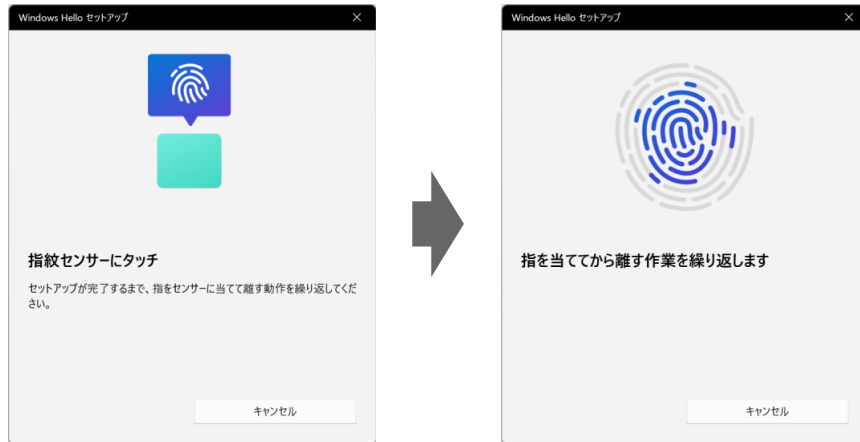 Windows Hello セットアップ
指紋センサーにタッチ
セットアップが完了するまで、指をセンサーに当てて離す動作を繰り返してくだ
さい。
キャンセル
Windows Hello セットアップ
指を当ててから離す作業を繰り返します
キャンセル